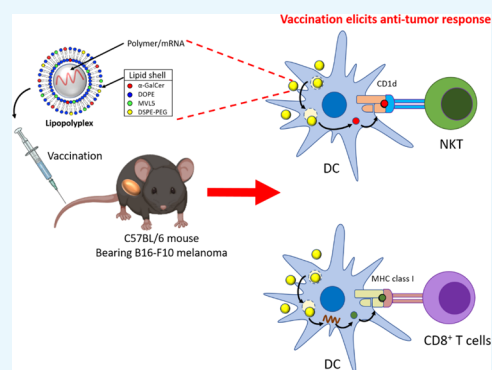 Vaccination elicits anti-tumor response
Polymer/mRNA
Lipid shell
α-GalCer
DOPE
MVL5
DSPE-PEG
Lipopolyplex
Vaccination
C57BL/6 mouse
Bearing B16-F10 melanoma
CD1d
DC
NKT
MHC class I
DC
CD8⁺ T cells